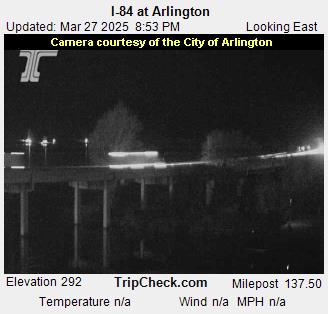 I-84 at Arlington
Updated: Mar 27 2025 8:53 PM Looking East
Camera courtesy of the City of Arlington
Elevation 292 TripCheck.com Milepost 137.50
Temperature n/a Wind n/a MPH n/a